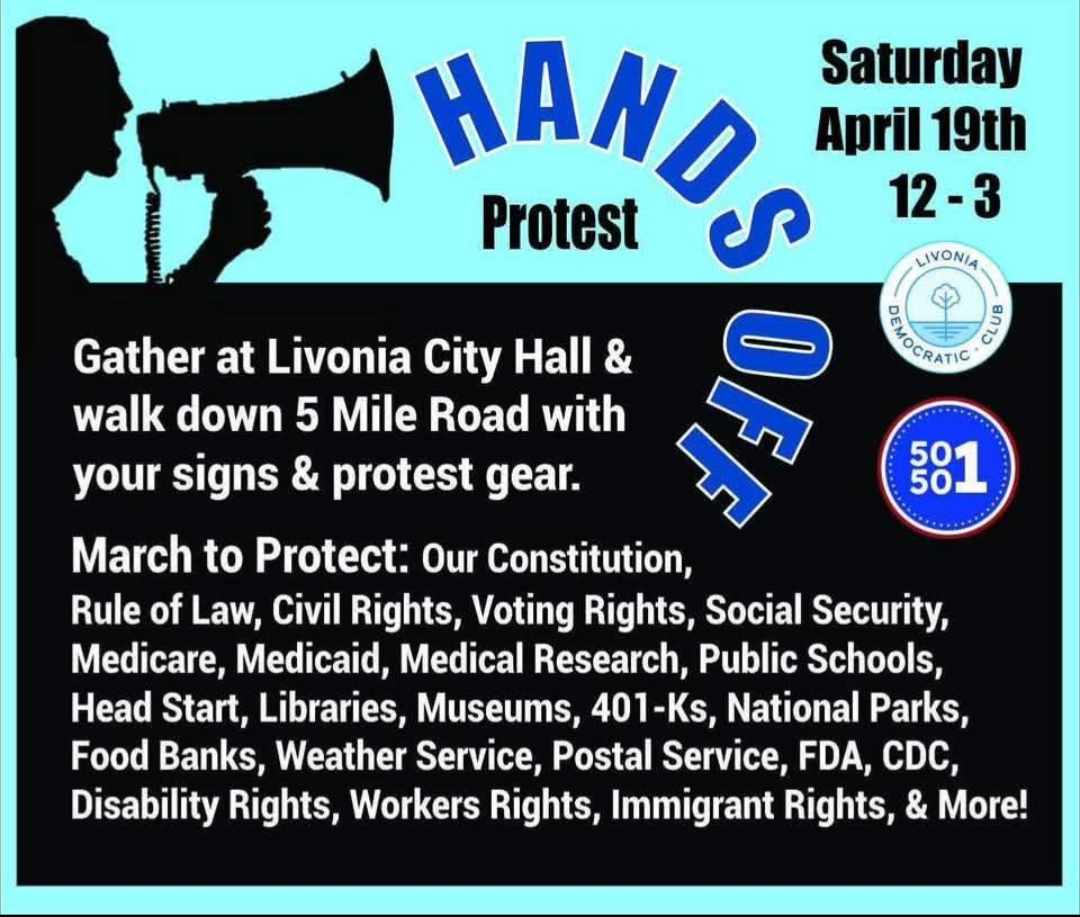 HANDS OFF
Protest
Saturday
April 19th
12 - 3
LIVONIA DEMOCRATIC · CLUB
50
50
1
Gather at Livonia City Hall &
walk down 5 Mile Road with
your signs & protest gear.
March to Protect: Our Constitution,
Rule of Law, Civil Rights, Voting Rights, Social Security,
Medicare, Medicaid, Medical Research, Public Schools,
Head Start, Libraries, Museums, 401-Ks, National Parks,
Food Banks, Weather Service, Postal Service, FDA, CDC,
Disability Rights, Workers Rights, Immigrant Rights, & More!